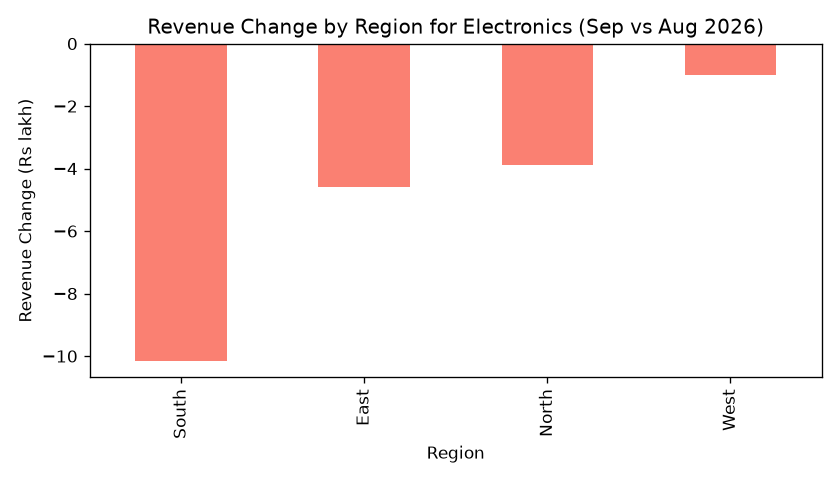 Revenue Change by Region for Electronics (Sep vs Aug 2026)
Revenue Change (Rs lakh)
0
−2
−4
−6
−8
−10
South
East
North
West
Region